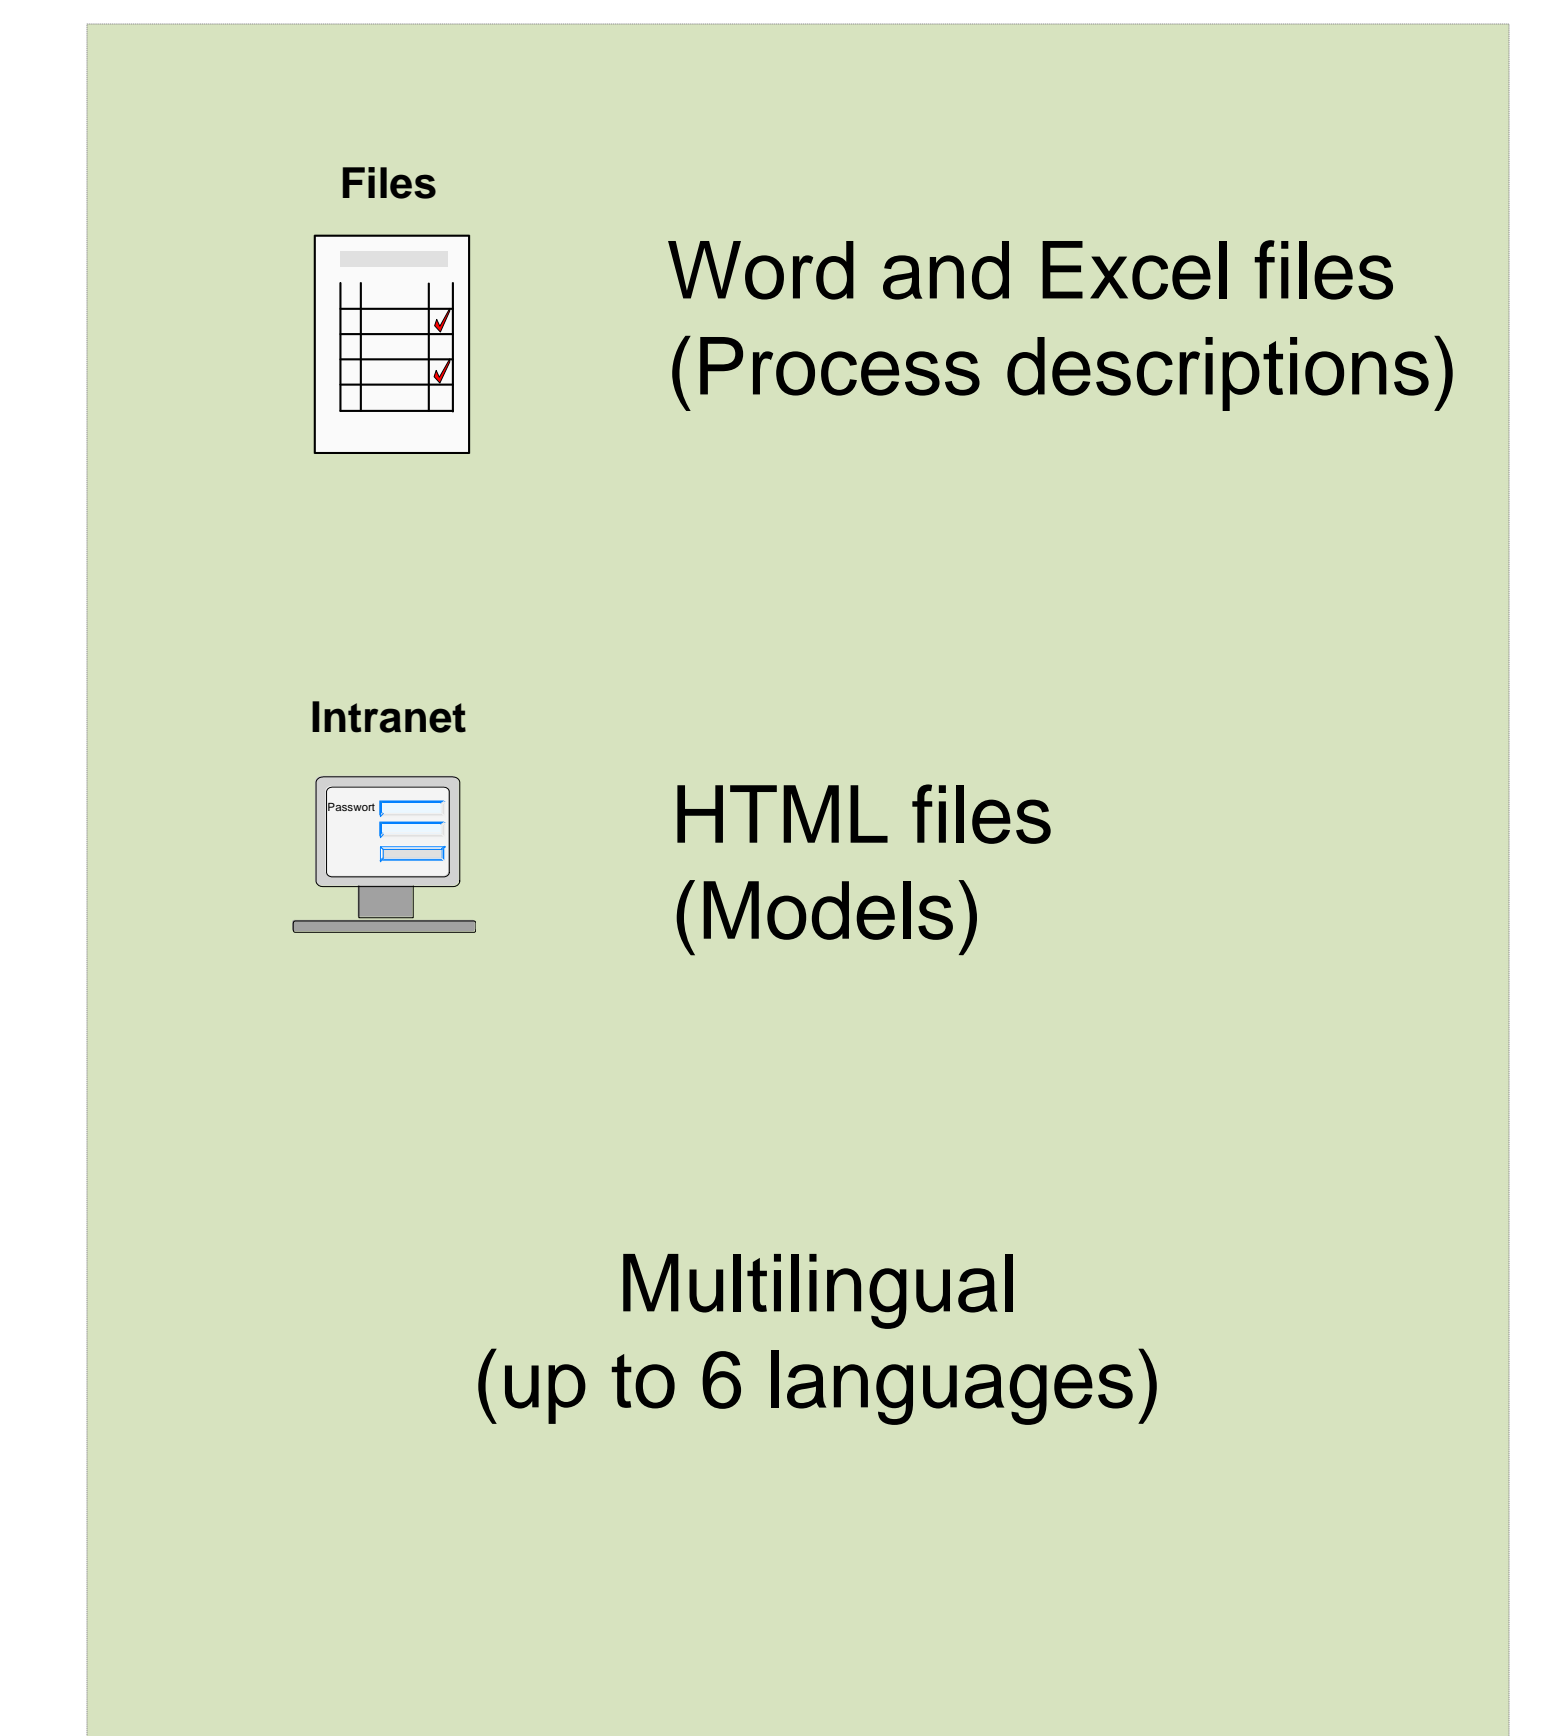 Files
Word and Excel files
(Process descriptions)
Intranet
Passwort
HTML files
(Models)
Multilingual
(up to 6 languages)